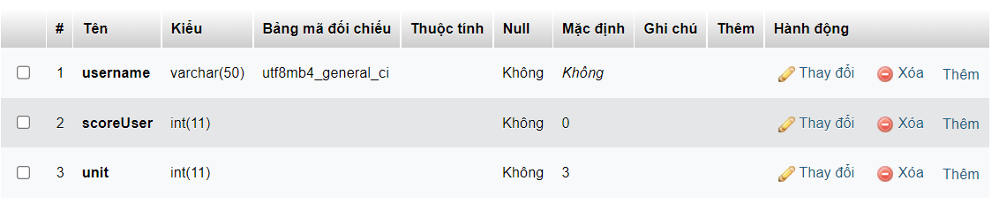 # Tên Kiểu Bảng mã đối chiếu Thuộc tính Null Mặc định Ghi chú Thêm Hành động
1 username varchar(50) utf8mb4_general_ci Không Không Thay đổi Xóa Thêm
2 scoreUser int(11) Không 0 Thay đổi Xóa Thêm
3 unit int(11) Không 3 Thay đổi Xóa Thêm